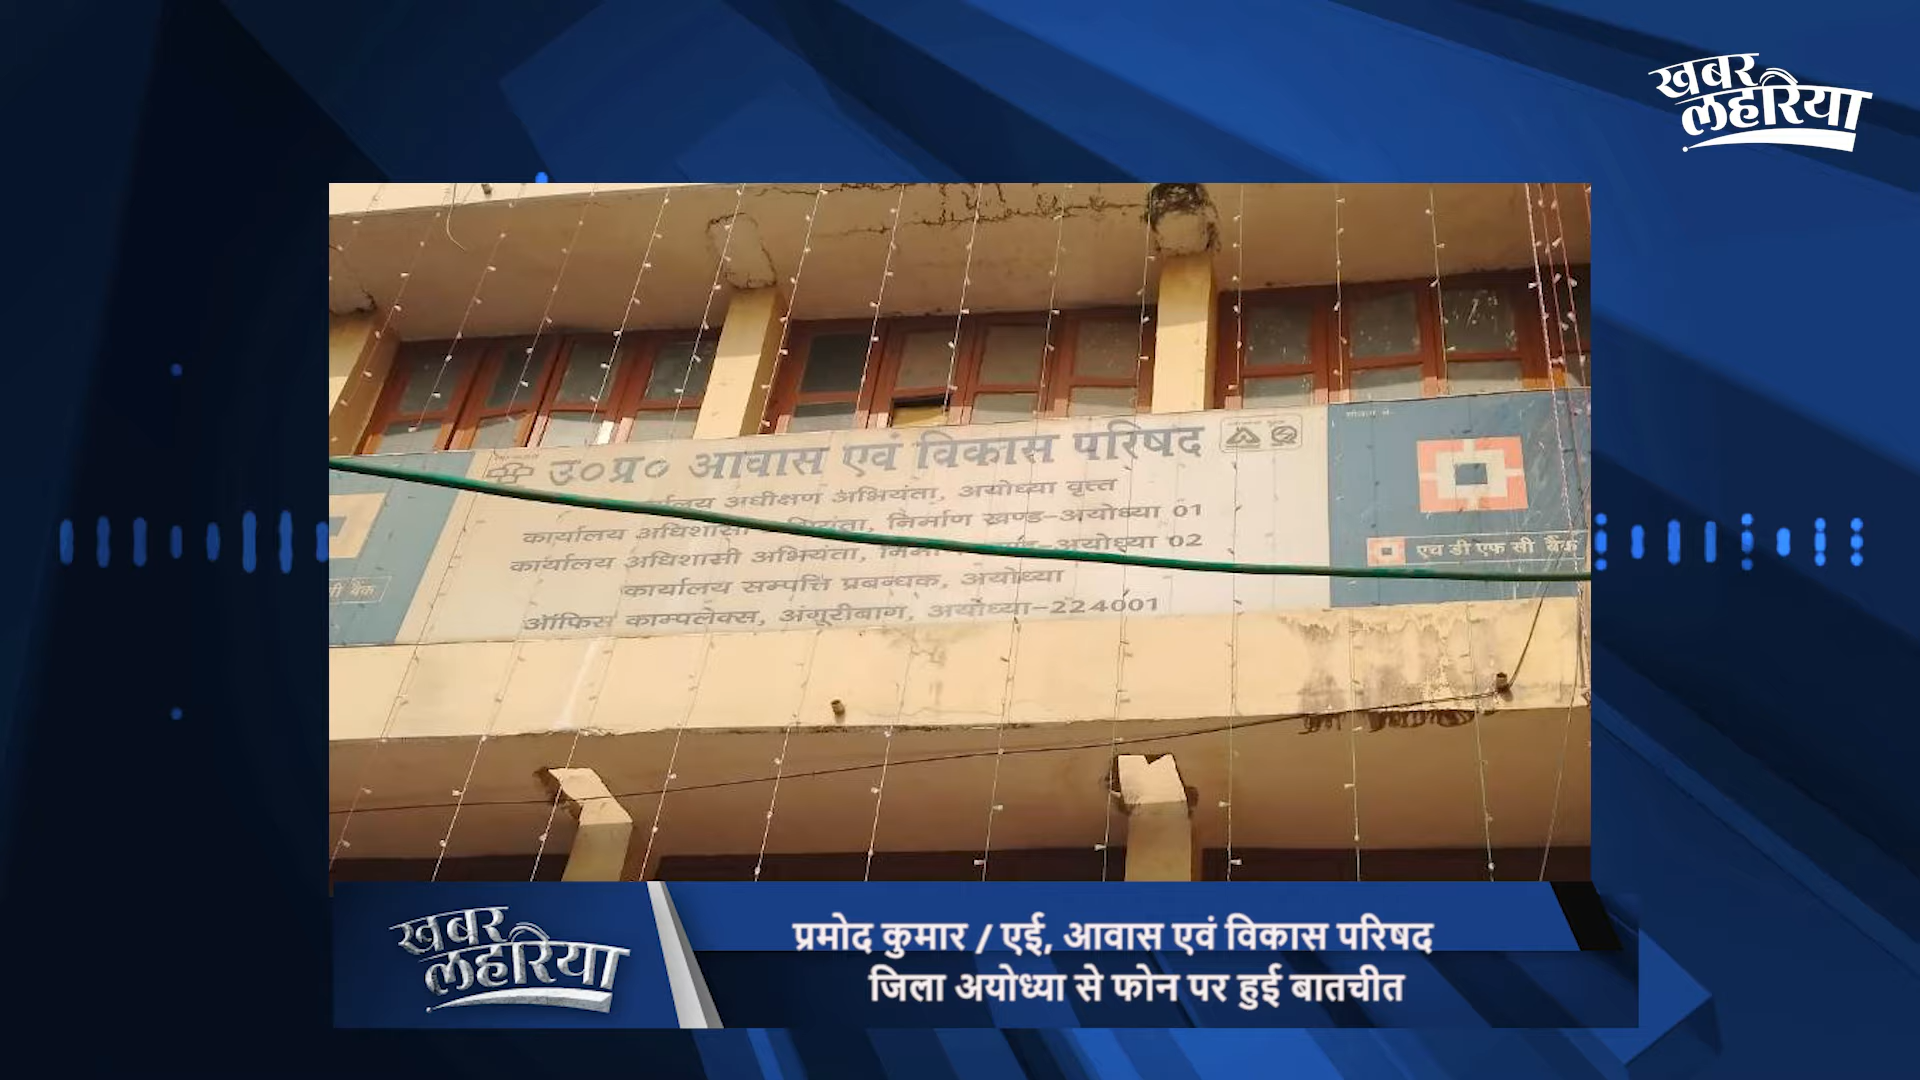 खबर
लहरिया
उ०प्र० आवास एवं विकास परिषद
अधीक्षण अभियंता, अयोध्या वृत्त
कार्यालय अधिशासी अभियंता, निर्माण खण्ड-अयोध्या 01
कार्यालय अधिशासी अभियंता, अयोध्या 02
कार्यालय सम्पत्ति प्रबन्धक, अयोध्या
ऑफिस काम्पलेक्स, अंगूरीबाग, अयोध्या-224001
एच डी एफ सी बैंक
सी बैंक
खबर
लहरिया
प्रमोद कुमार / एई, आवास एवं विकास परिषद
जिला अयोध्या से फोन पर हुई बातचीत